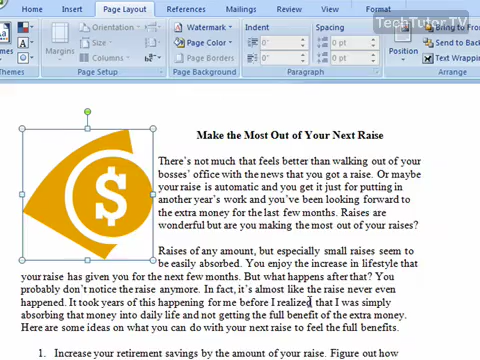 TechTutorTV
Home Insert Page Layout References Mailings Review View Format
Margins
Orientation
Size
Columns
Watermark
Page Color
Page Borders
Indent
0"
0"
Spacing
0 pt
0 pt
Position
Bring to Fro
Send to Back
Text Wrappi
Themes Page Setup Page Background Paragraph Arrange
$
Make the Most Out of Your Next Raise
There's not much that feels better than walking out of your
bosses' office with the news that you got a raise. Or maybe
your raise is automatic and you get it just for putting in
another year's work and you've been looking forward to
the extra money for the last few months. Raises are
wonderful but are you making the most out of your raises?
Raises of any amount, but especially small raises seem to
be easily absorbed. You enjoy the increase in lifestyle that
your raise has given you for the next few months. But what happens after that? You
probably don't notice the raise anymore. In fact, it's almost like the raise never even
happened. It took years of this happening for me before I realized that I was simply
absorbing that money into daily life and not getting the full benefit of the extra money.
Here are some ideas on what you can do with your next raise to feel the full benefits.
1. Increase your retirement savings by the amount of your raise. Figure out how